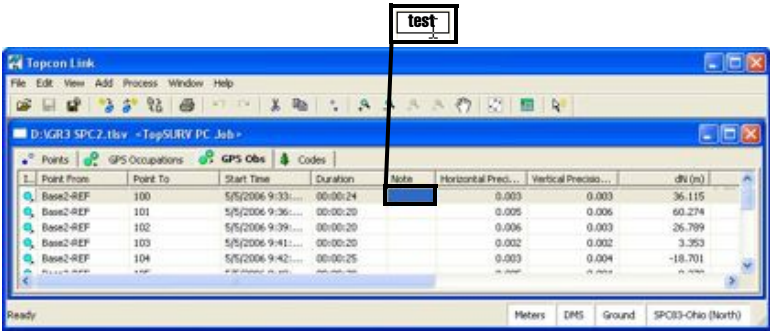 test
Topcon Link
File Edit View Add Process Window Help
D:\GR3 SPC2.tlsv <TopSURV PC Job>
Points GPS Occupations GPS Obs Codes
I... Point From Point To Start Time Duration Note Horizontal Preci... Vertical Precisio... dN (m)
Base2-REF 100 5/5/2006 9:33:... 00:00:24 0.003 0.003 36.115
Base2-REF 101 5/5/2006 9:36:... 00:00:20 0.005 0.006 60.274
Base2-REF 102 5/5/2006 9:39:... 00:00:20 0.006 0.003 26.789
Base2-REF 103 5/5/2006 9:41:... 00:00:20 0.002 0.002 3.353
Base2-REF 104 5/5/2006 9:42:... 00:00:25 0.003 0.004 -18.701
Ready Meters DMS Ground SPC83-Ohio (North)